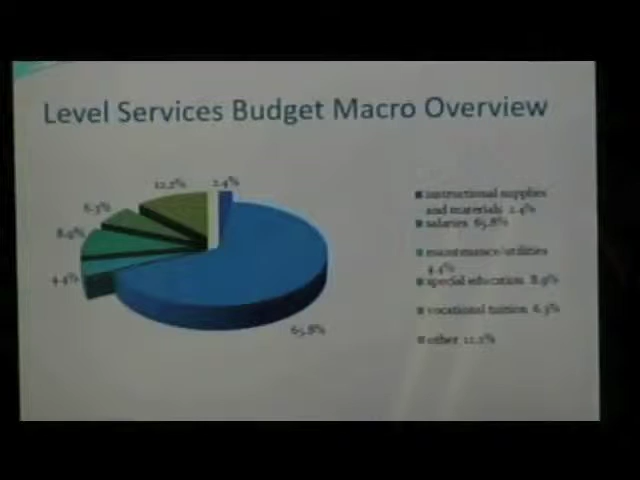 Level Services Budget Macro Overview
12.2% 2.4%
6.3%
8.9%
4.4%
65.8%
instructional supplies
and materials 2.4%
salaries 65.8%
maintenance/utilities
4.4%
special education 8.9%
vocational tuition 6.3%
other 12.2%